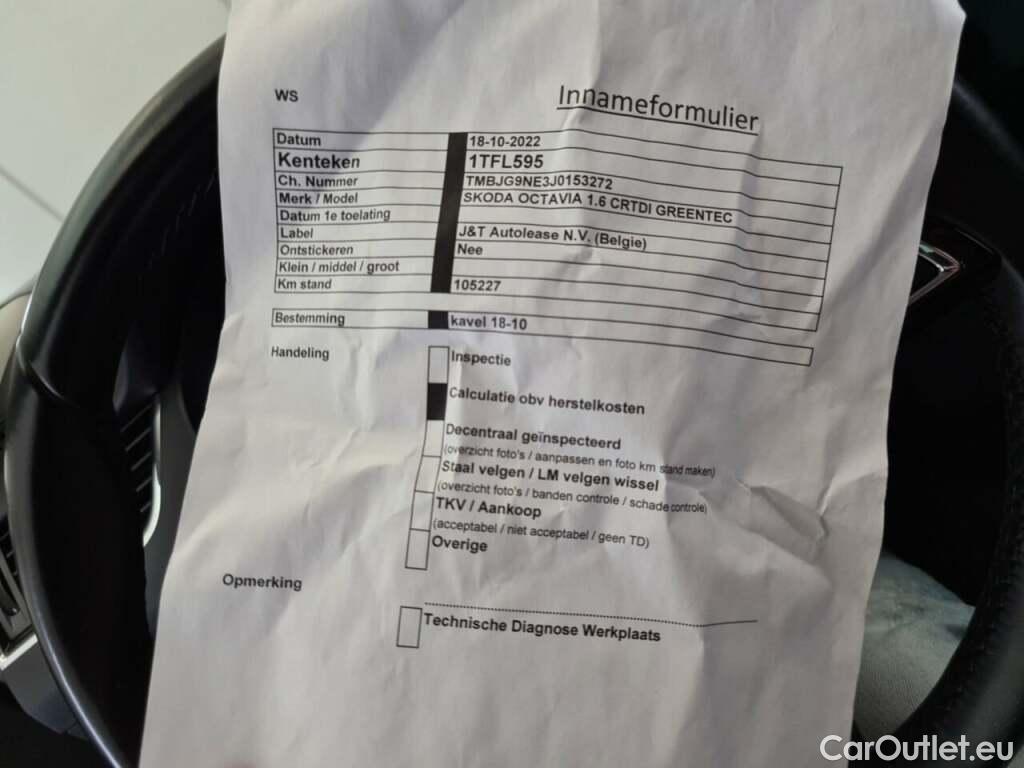 WS
Innameformulier
Datum 18-10-2022
Kenteken 1TFL595
Ch. Nummer TMBJG9NE3J0153272
Merk / Model SKODA OCTAVIA 1.6 CRTDI GREENTEC
Datum 1e toelating
Label J&T Autolease N.V. (Belgie)
Ontstickeren Nee
Klein / middel / groot
Km stand 105227
Bestemming kavel 18-10
Handeling Inspectie
Calculatie obv herstelkosten
Decentraal geïnspecteerd
(overzicht foto's / aanpassen en foto km stand maken)
Staal velgen / LM velgen wissel
(overzicht foto's / banden controle / schade controle)
TKV / Aankoop
(acceptabel / niet acceptabel / geen TD)
Overige
Opmerking
Technische Diagnose Werkplaats
CarOutlet.eu